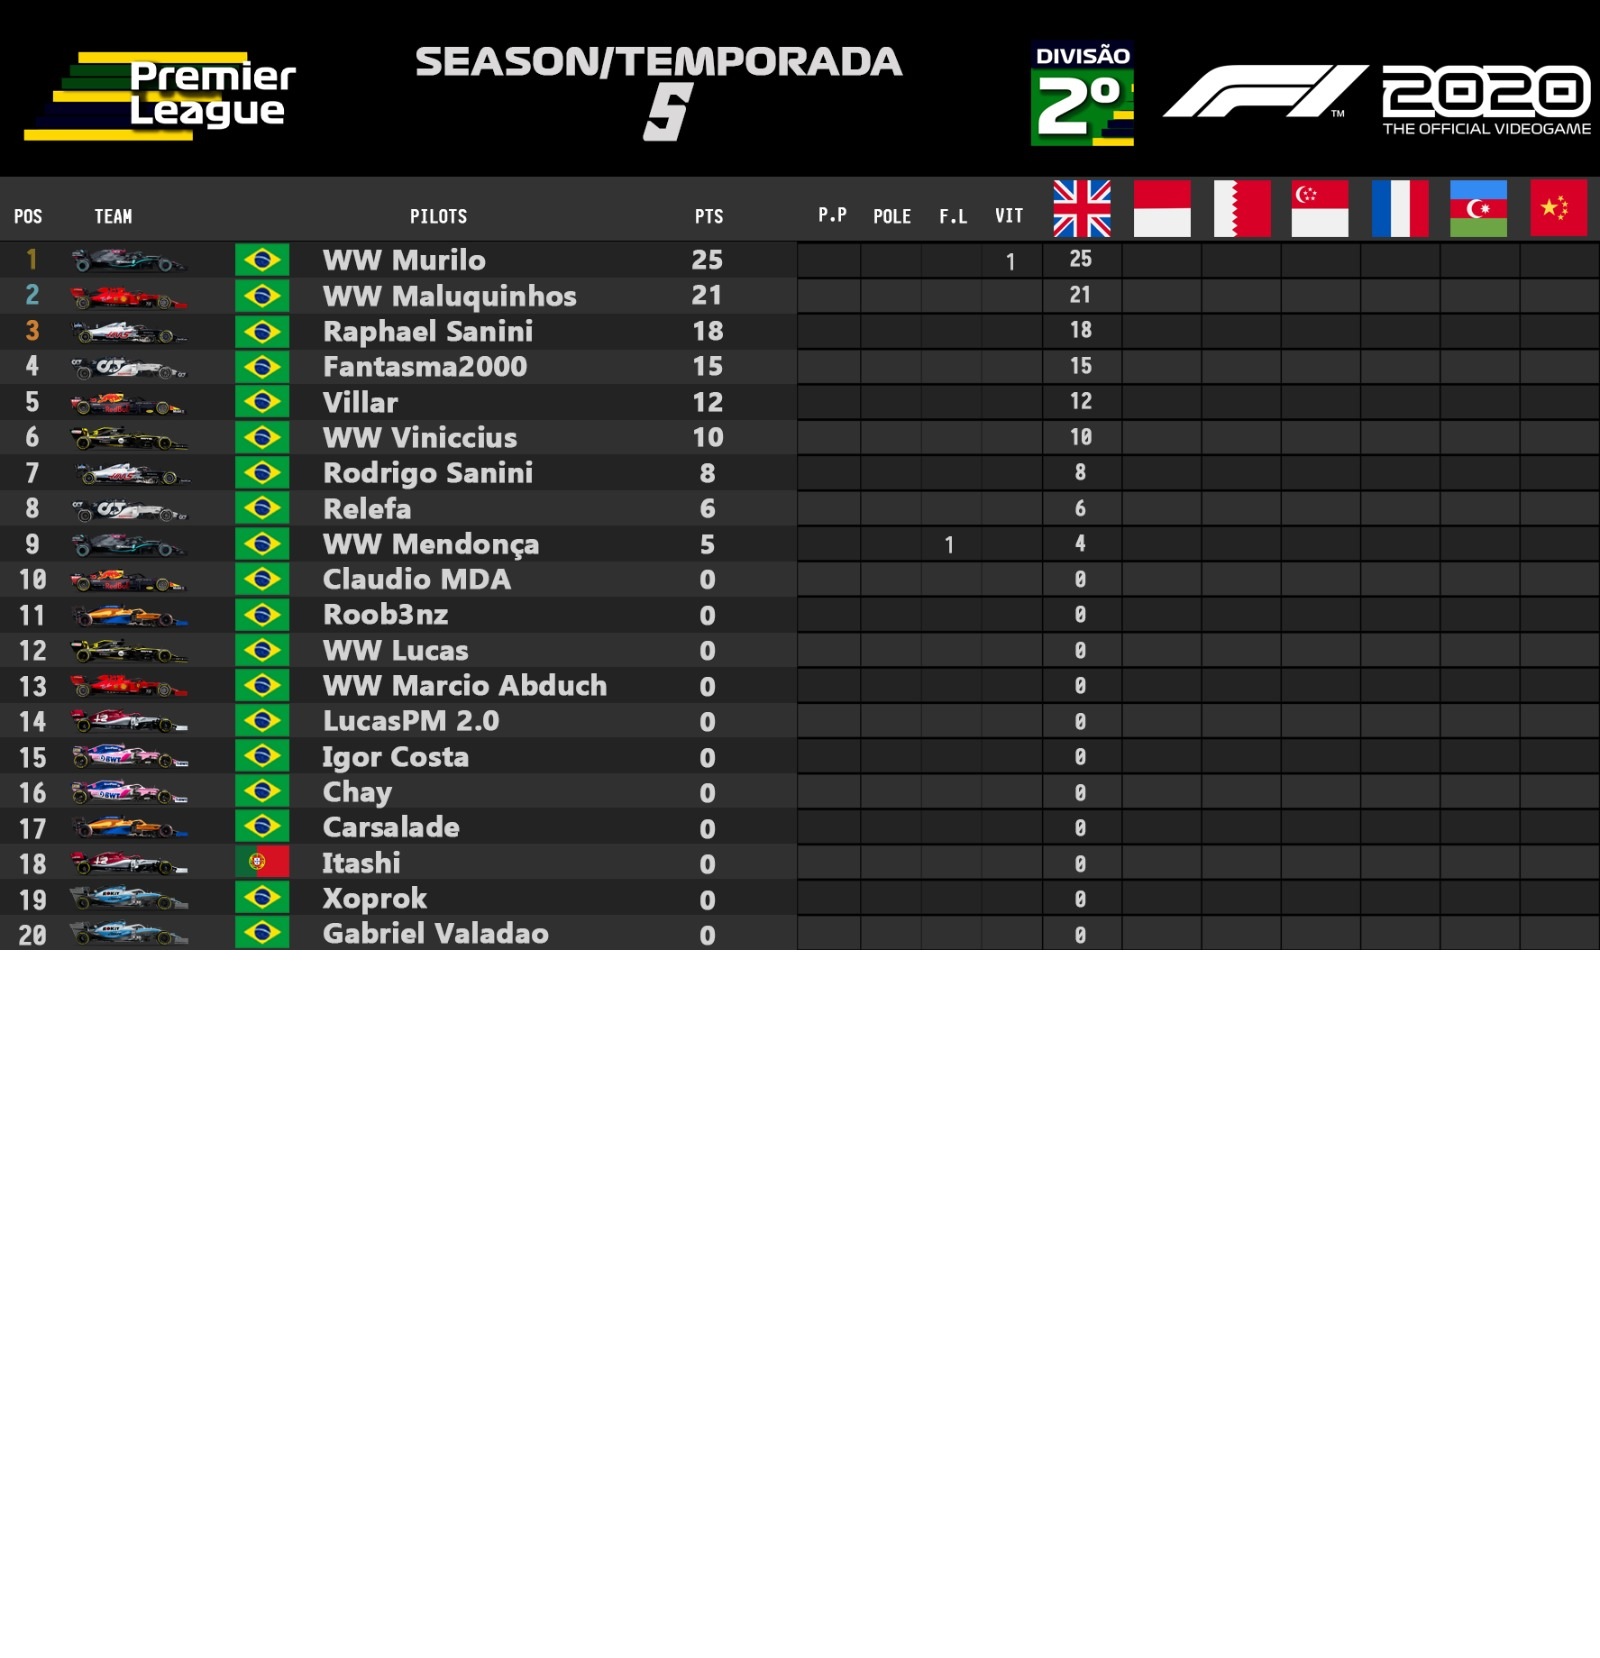 Premier
League
SEASON/TEMPORADA
5
DIVISÃO
2º
F1 TM
2020
THE OFFICIAL VIDEOGAME
POS TEAM PILOTS PTS P.P POLE F.L VIT
1 WW Murilo 25 1 25
2 WW Maluquinhos 21 21
3 Raphael Sanini 18 18
4 Fantasma2000 15 15
5 Villar 12 12
6 WW Viniccius 10 10
7 Rodrigo Sanini 8 8
8 Relefa 6 6
9 WW Mendonça 5 1 4
10 Claudio MDA 0 0
11 Roob3nz 0 0
12 WW Lucas 0 0
13 WW Marcio Abduch 0 0
14 LucasPM 2.0 0 0
15 Igor Costa 0 0
16 Chay 0 0
17 Carsalade 0 0
18 Itashi 0 0
19 Xoprok 0 0
20 Gabriel Valadao 0 0